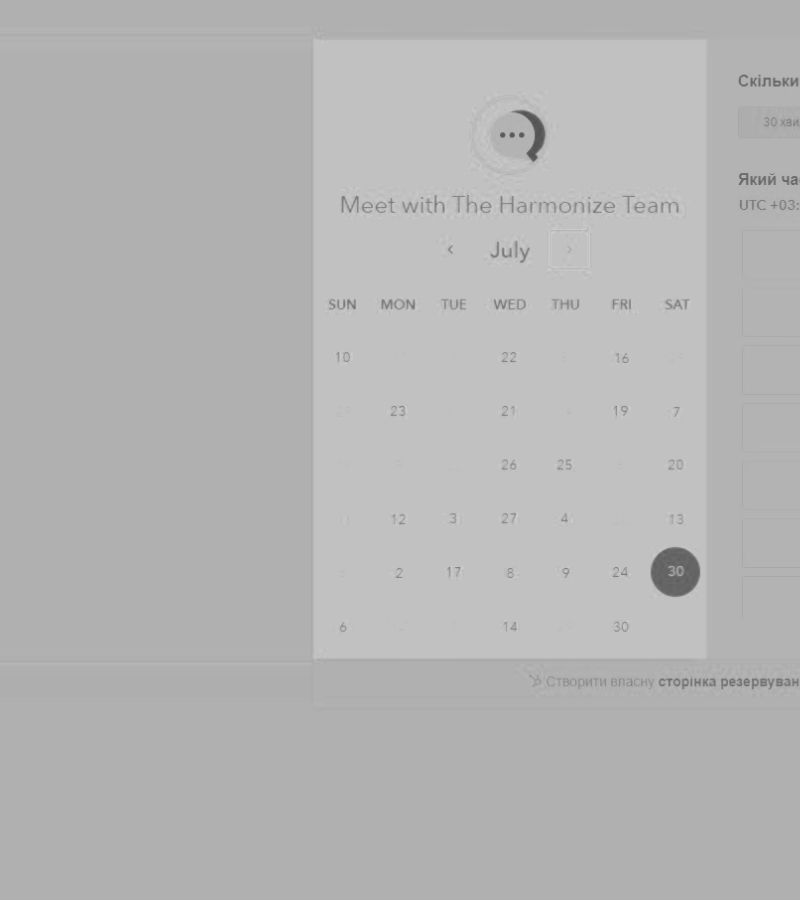 Скільки
30 хви
Meet with The Harmonize Team
Який ча
UTC +03:
‹ July ›
SUN MON TUE WED THU FRI SAT
10 22 16
23 21 19 7
26 25 20
12 3 27 4 13
2 17 8 9 24 30
6 14 30
Створити власну сторінка резервуван